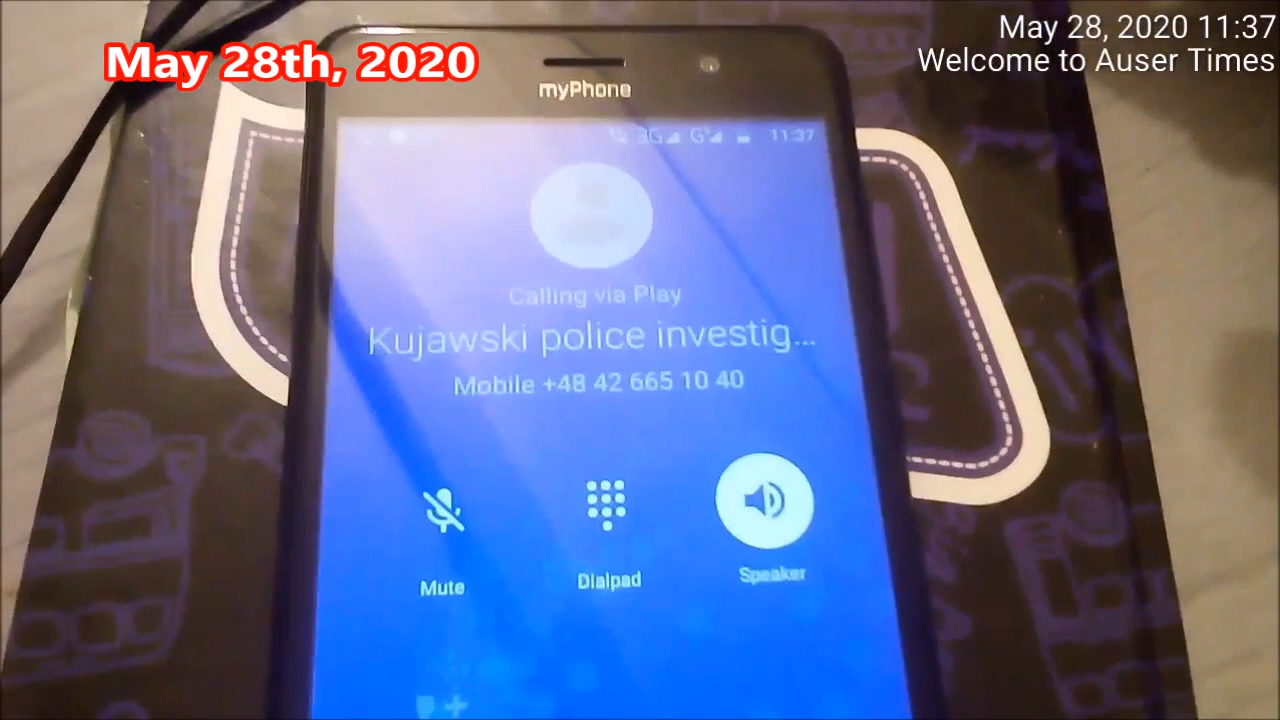 May 28, 2020 11:37
Welcome to Auser Times
May 28th, 2020
myPhone
3G G 11:37
Calling via Play
Kujawski police investig...
Mobile +48 42 665 10 40
Mute
Dialpad
Speaker